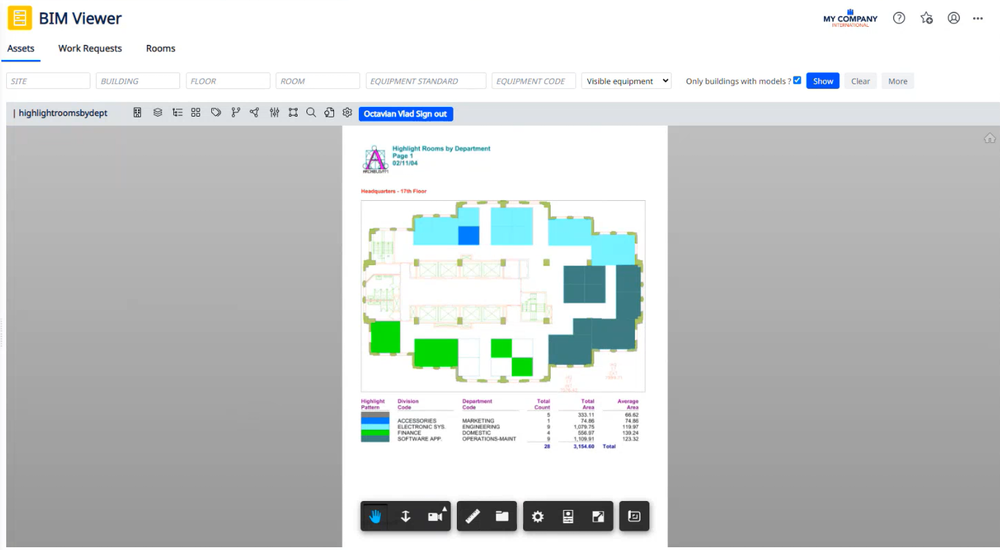 BIM Viewer
MY COMPANY
INTERNATIONAL
Assets Work Requests Rooms
SITE BUILDING FLOOR ROOM EQUIPMENT STANDARD EQUIPMENT CODE Visible equipment Only buildings with models ? Show Clear More
| highlightroomsbydept Octavian Vlad Sign out
Highlight Rooms by Department
Page 1
02/11/04
Headquarters - 17th Floor
Highlight Pattern Division Code Department Code Total Count Total Area Average Area
5 333.11 66.62
ACCESSORIES MARKETING 1 74.86 74.86
ELECTRONIC SYS. ENGINEERING 9 1,079.75 119.97
FINANCE DOMESTIC 4 556.97 139.24
SOFTWARE APP. OPERATIONS-MAINT 9 1,109.91 123.32
28 3,154.60 Total